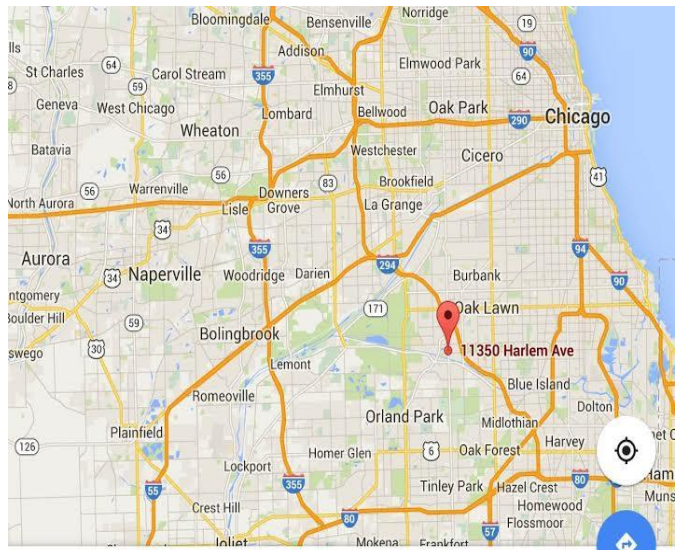 Norridge
Bloomingdale
Bensenville
19
lls
Addison
90
64
355
Elmwood Park
St Charles
Carol Stream
64
8
Elmhurst
Geneva
West Chicago
Lombard
Bellwood
Oak Park
290
Chicago
Wheaton
59
Batavia
Westchester
Cicero
56
56
Warrenville
83
Brookfield
41
North Aurora
Downers
Grove
Lisle
La Grange
34
355
94
Aurora
294
Naperville
Woodridge
Darien
Burbank
90
34
ntgomery
171
Oak Lawn
Boulder Hill
59
Bolingbrook
30
11350 Harlem Ave
swego
Lemont
Blue Island
Romeoville
Orland Park
Dolton
Midlothian
Plainfield
126
Homer Glen
6
Oak Forest
Harvey
Lockport
355
80
Ham
55
Tinley Park
Hazel Crest
Muns
Crest Hill
80
Homewood
57
Flossmoor
Joliet
Mokena
Frankfort